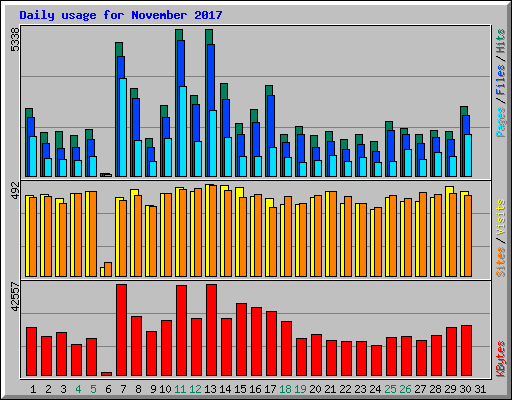 Daily usage for November 2017
5338
Pages / Files / Hits
492
Sites / Visits
42557
KBytes
1 2 3 4 5 6 7 8 9 10 11 12 13 14 15 16 17 18 19 20 21 22 23 24 25 26 27 28 29 30 31